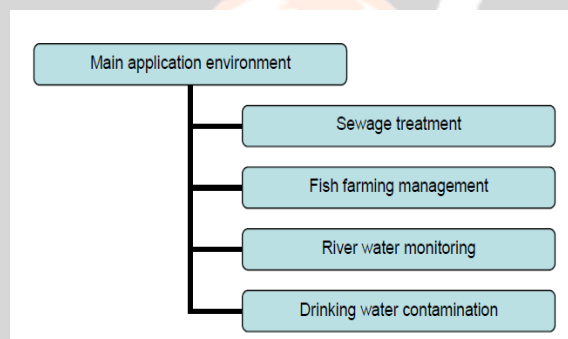 Main application environment
Sewage treatment
Fish farming management
River water monitoring
Drinking water contamination